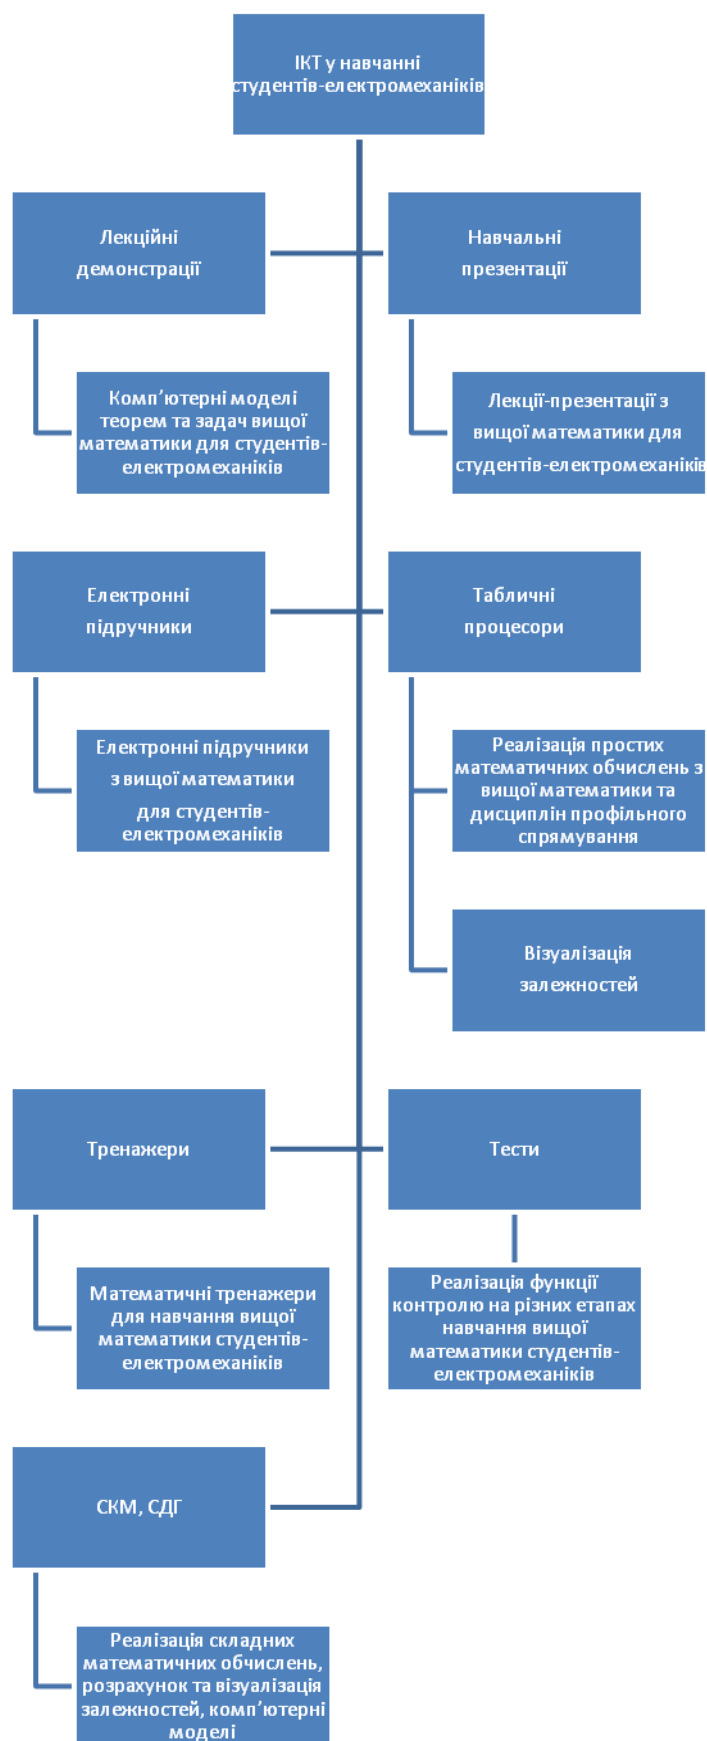 ІКТ у навчанні
студентів-електромеханіків
Лекційні
демонстрації
Навчальні
презентації
Комп’ютерні моделі
теорем та задач вищої
математики для студентів-
електромеханіків
Лекції-презентації з
вищої математики для
студентів-електромеханіків
Електронні
підручники
Табличні
процесори
Електронні підручники
з вищої математики
для студентів-
електромеханіків
Реалізація простих
математичних обчислень з
вищої математики та
дисциплін профільного
спрямування
Візуалізація
залежностей
Тренажери
Тести
Математичні тренажери
для навчання вищої
математики студентів-
електромеханіків
Реалізація функції
контролю на різних етапах
навчання вищої
математики студентів-
електромеханіків
СКМ, СДГ
Реалізація складних
математичних обчислень,
розрахунок та візуалізація
залежностей, комп’ютерні
моделі